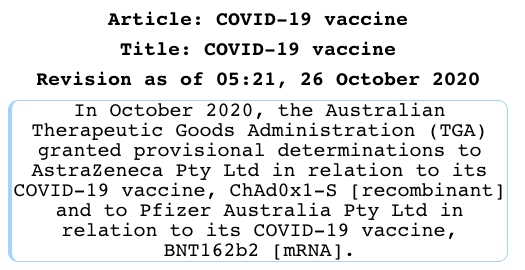 Article: COVID-19 vaccine
Title: COVID-19 vaccine
Revision as of 05:21, 26 October 2020
In October 2020, the Australian
Therapeutic Goods Administration (TGA)
granted provisional determinations to
AstraZeneca Pty Ltd in relation to its
COVID-19 vaccine, ChAd0x1-S [recombinant]
and to Pfizer Australia Pty Ltd in
relation to its COVID-19 vaccine,
BNT162b2 [mRNA].